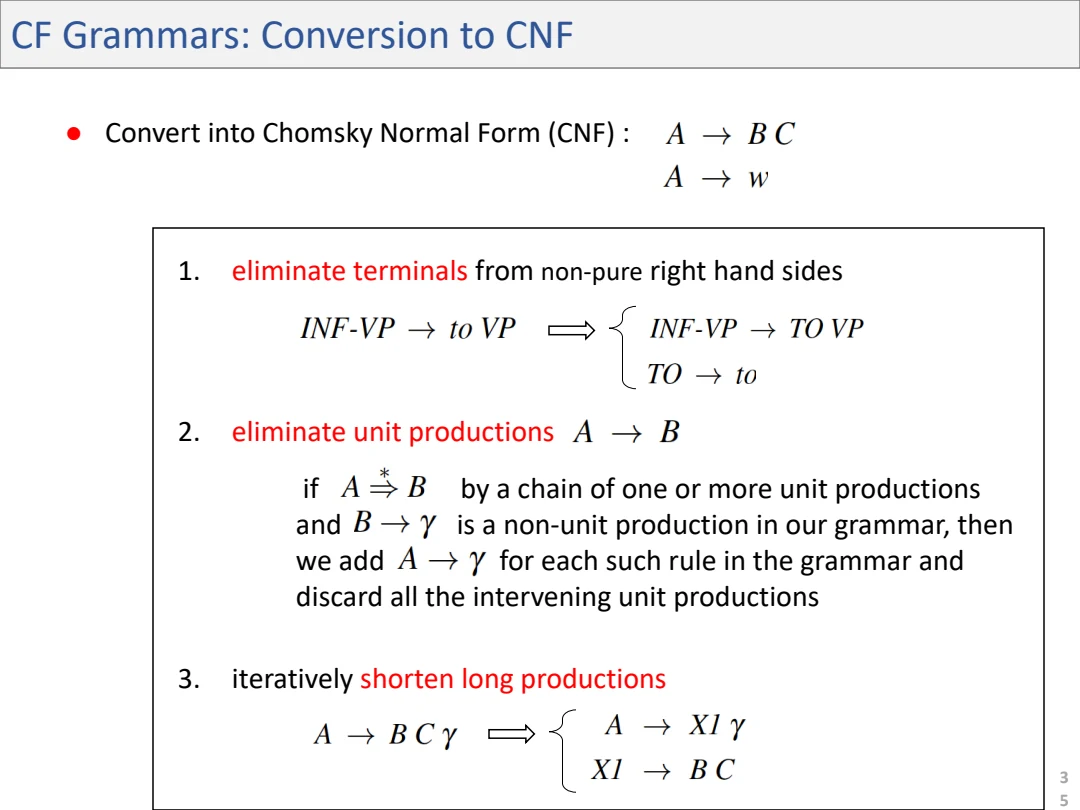 CF Grammars: Conversion to CNF
● Convert into Chomsky Normal Form (CNF) : A → B C
A → w
1. eliminate terminals from non-pure right hand sides
INF-VP → to VP ⟹ { INF-VP → TO VP
TO → to
2. eliminate unit productions A → B
if A ⇒* B by a chain of one or more unit productions
and B → γ is a non-unit production in our grammar, then
we add A → γ for each such rule in the grammar and
discard all the intervening unit productions
3. iteratively shorten long productions
A → B C γ ⟹ { A → X1 γ
X1 → B C
3
5